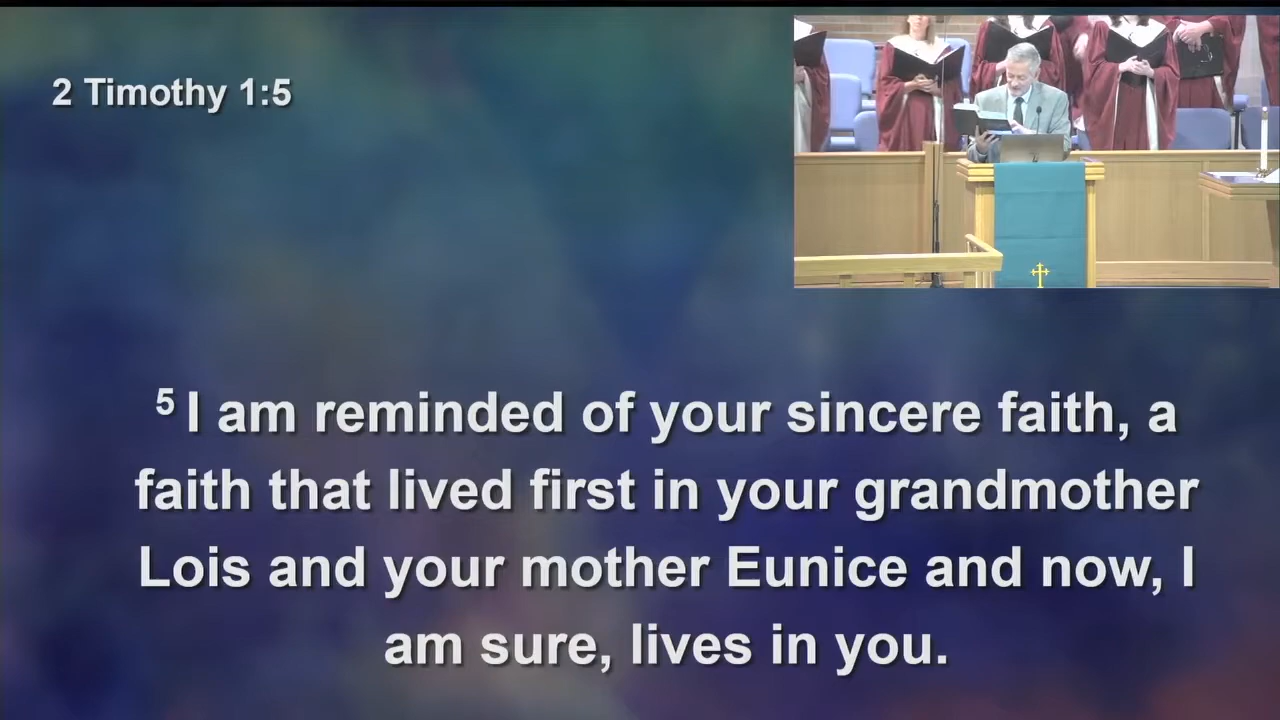 2 Timothy 1:5
5 I am reminded of your sincere faith, a
faith that lived first in your grandmother
Lois and your mother Eunice and now, I
am sure, lives in you.